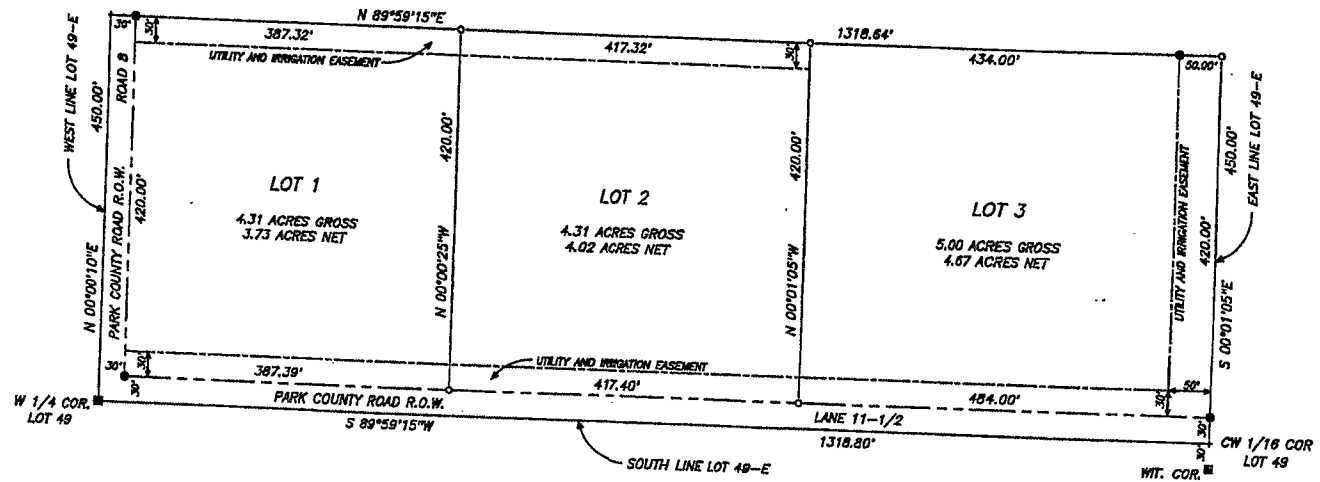 N 89°59'15"E
30'
30'
387.32'
417.32'
1318.64'
434.00'
50.00'
30'
UTILITY AND IRRIGATION EASEMENT
WEST LINE LOT 49-E
450.00'
ROAD 8
PARK COUNTY ROAD R.O.W.
420.00'
N 00°00'10"E
LOT 1
4.31 ACRES GROSS
3.73 ACRES NET
420.00'
N 00°00'25"W
LOT 2
4.31 ACRES GROSS
4.02 ACRES NET
420.00'
N 00°01'05"W
LOT 3
5.00 ACRES GROSS
4.67 ACRES NET
UTILITY AND IRRIGATION EASEMENT
450.00'
420.00'
EAST LINE LOT 49-E
S 00°01'05"E
30'
30'
30'
387.39'
UTILITY AND IRRIGATION EASEMENT
417.40'
484.00'
30'
50'
30'
30'
W 1/4 COR.
LOT 49
PARK COUNTY ROAD R.O.W.
LANE 11-1/2
S 89°59'15"W
1318.80'
SOUTH LINE LOT 49-E
CW 1/16 COR
LOT 49
WIT. COR.